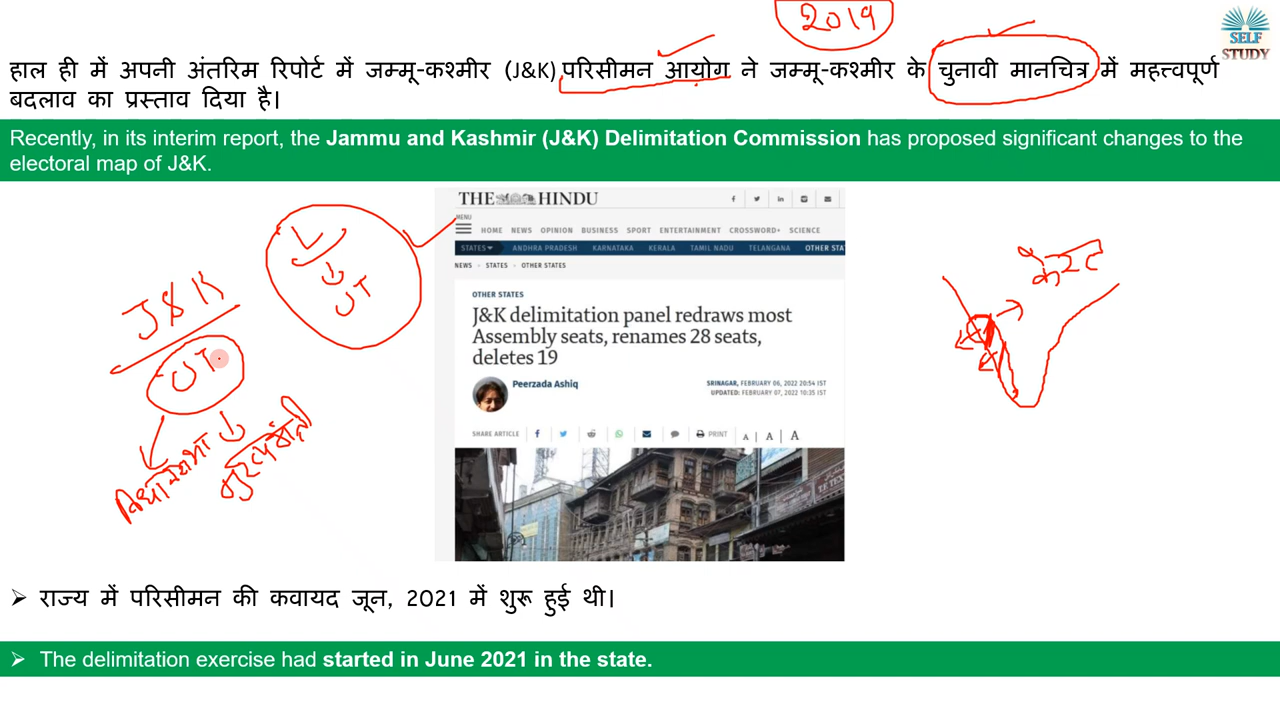 2019
SELF
STUDY
हाल ही में अपनी अंतरिम रिपोर्ट में जम्मू-कश्मीर (J&K) परिसीमन आयोग ने जम्मू-कश्मीर के चुनावी मानचित्र में महत्त्वपूर्ण
बदलाव का प्रस्ताव दिया है।
Recently, in its interim report, the Jammu and Kashmir (J&K) Delimitation Commission has proposed significant changes to the
electoral map of J&K.
THE HINDU
MENU
HOME NEWS OPINION BUSINESS SPORT ENTERTAINMENT CROSSWORD+ SCIENCE
STATES ANDHRA PRADESH KARNATAKA KERALA TAMIL NADU TELANGANA OTHER STA
NEWS STATES OTHER STATES
OTHER STATES
J&K delimitation panel redraws most
Assembly seats, renames 28 seats,
deletes 19
Peerzada Ashiq
SRINAGAR, FEBRUARY 06, 2022 20:54 IST
UPDATED: FEBRUARY 07, 2022 10:35 IST
SHARE ARTICLE PRINT A A A
L
UT
J&K
UT
विधानसभा
मुख्यमंत्री
➢ राज्य में परिसीमन की कवायद जून, 2021 में शुरू हुई थी।
➢ The delimitation exercise had started in June 2021 in the state.